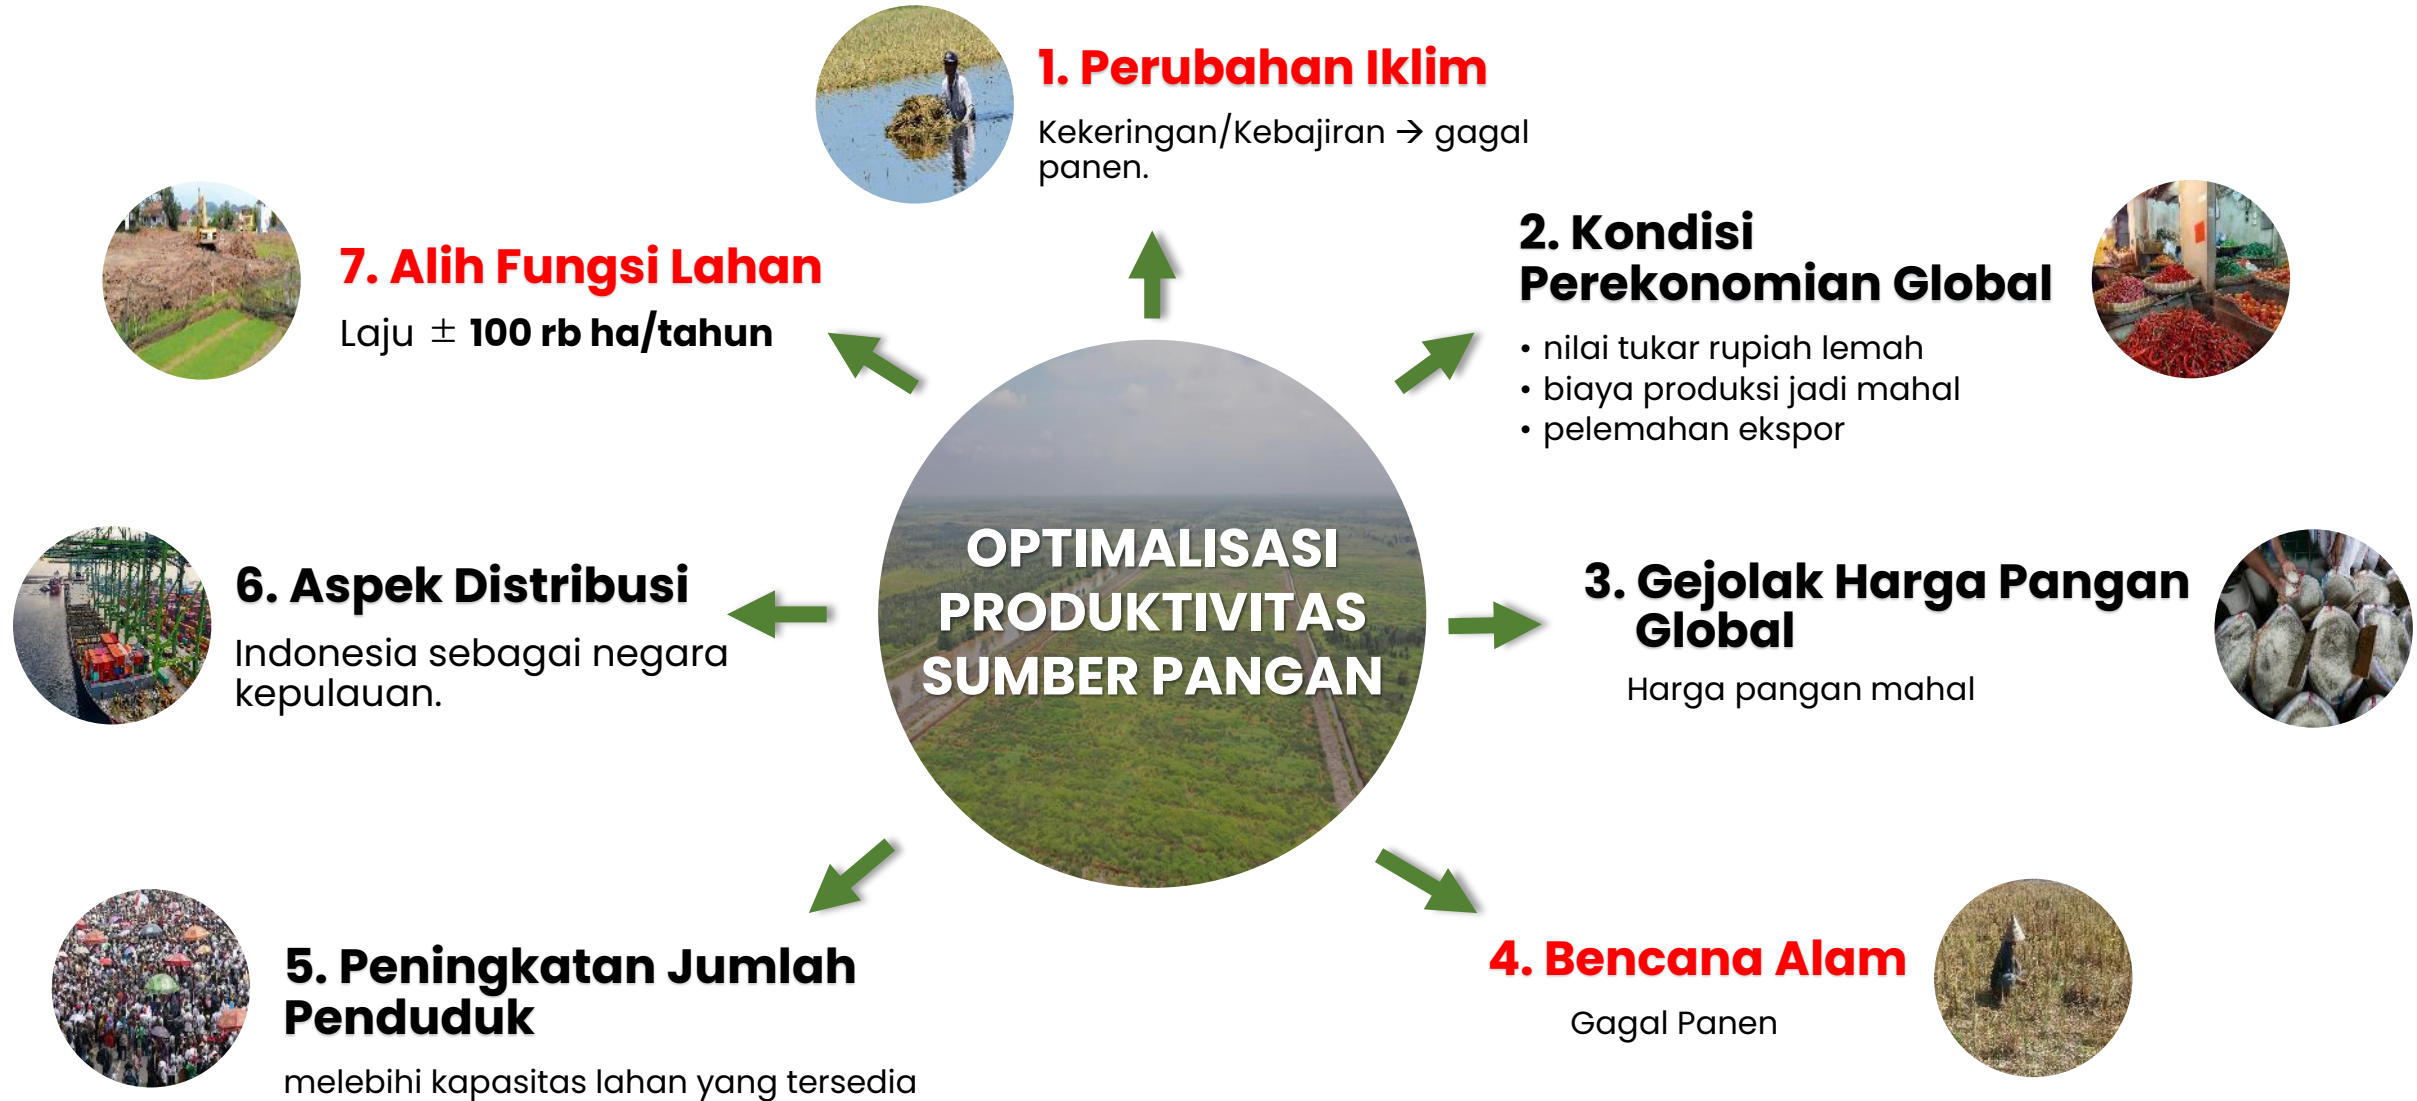 OPTIMALISASI
PRODUKTIVITAS
SUMBER PANGAN
1. Perubahan Iklim
Kekeringan/Kebajiran → gagal
panen.
2. Kondisi
Perekonomian Global
• nilai tukar rupiah lemah
• biaya produksi jadi mahal
• pelemahan ekspor
3. Gejolak Harga Pangan
Global
Harga pangan mahal
4. Bencana Alam
Gagal Panen
5. Peningkatan Jumlah
Penduduk
melebihi kapasitas lahan yang tersedia
6. Aspek Distribusi
Indonesia sebagai negara
kepulauan.
7. Alih Fungsi Lahan
Laju ± 100 rb ha/tahun